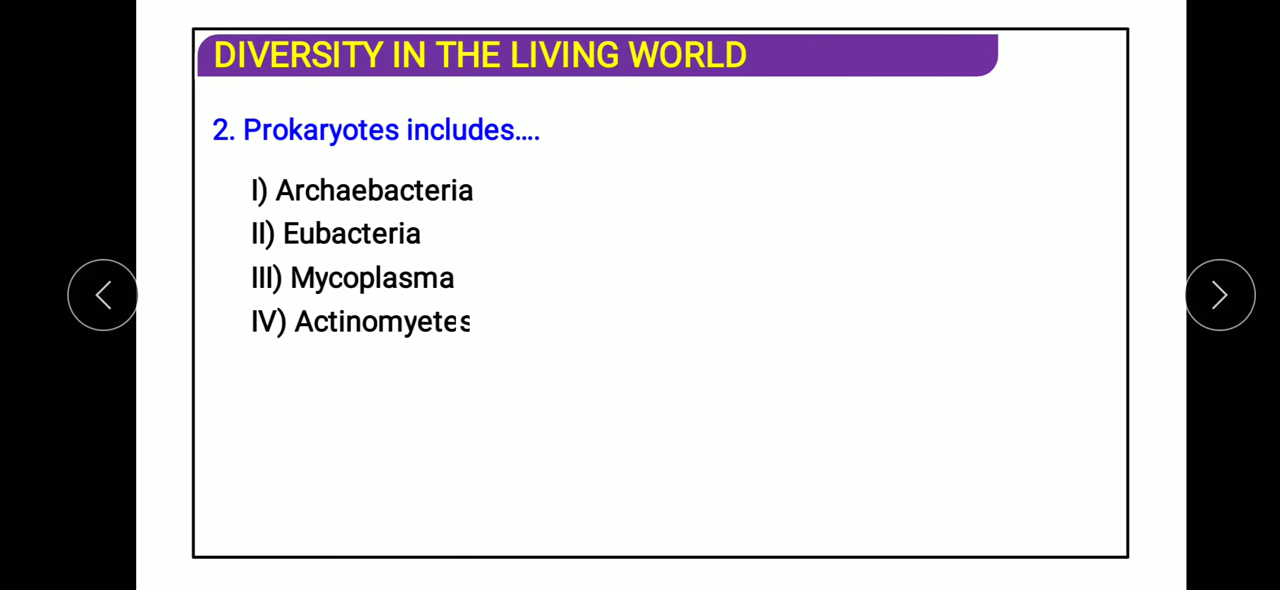 DIVERSITY IN THE LIVING WORLD
2. Prokaryotes includes....
I) Archaebacteria
II) Eubacteria
III) Mycoplasma
IV) Actinomyetes